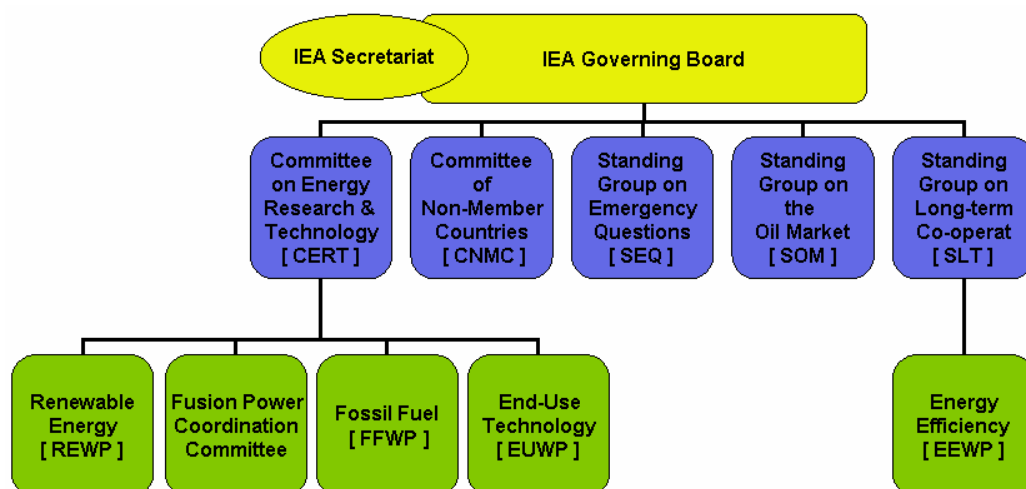 IEA Secretariat
IEA Governing Board
Committee
on Energy
Research &
Technology
[ CERT ]
Committee
of
Non-Member
Countries
[ CNMC ]
Standing
Group on
Emergency
Questions
[ SEQ ]
Standing
Group on
the
Oil Market
[ SOM ]
Standing
Group on
Long-term
Co-operat
[ SLT ]
Renewable
Energy
[ REWP ]
Fusion Power
Coordination
Committee
Fossil Fuel
[ FFWP ]
End-Use
Technology
[ EUWP ]
Energy
Efficiency
[ EEWP ]